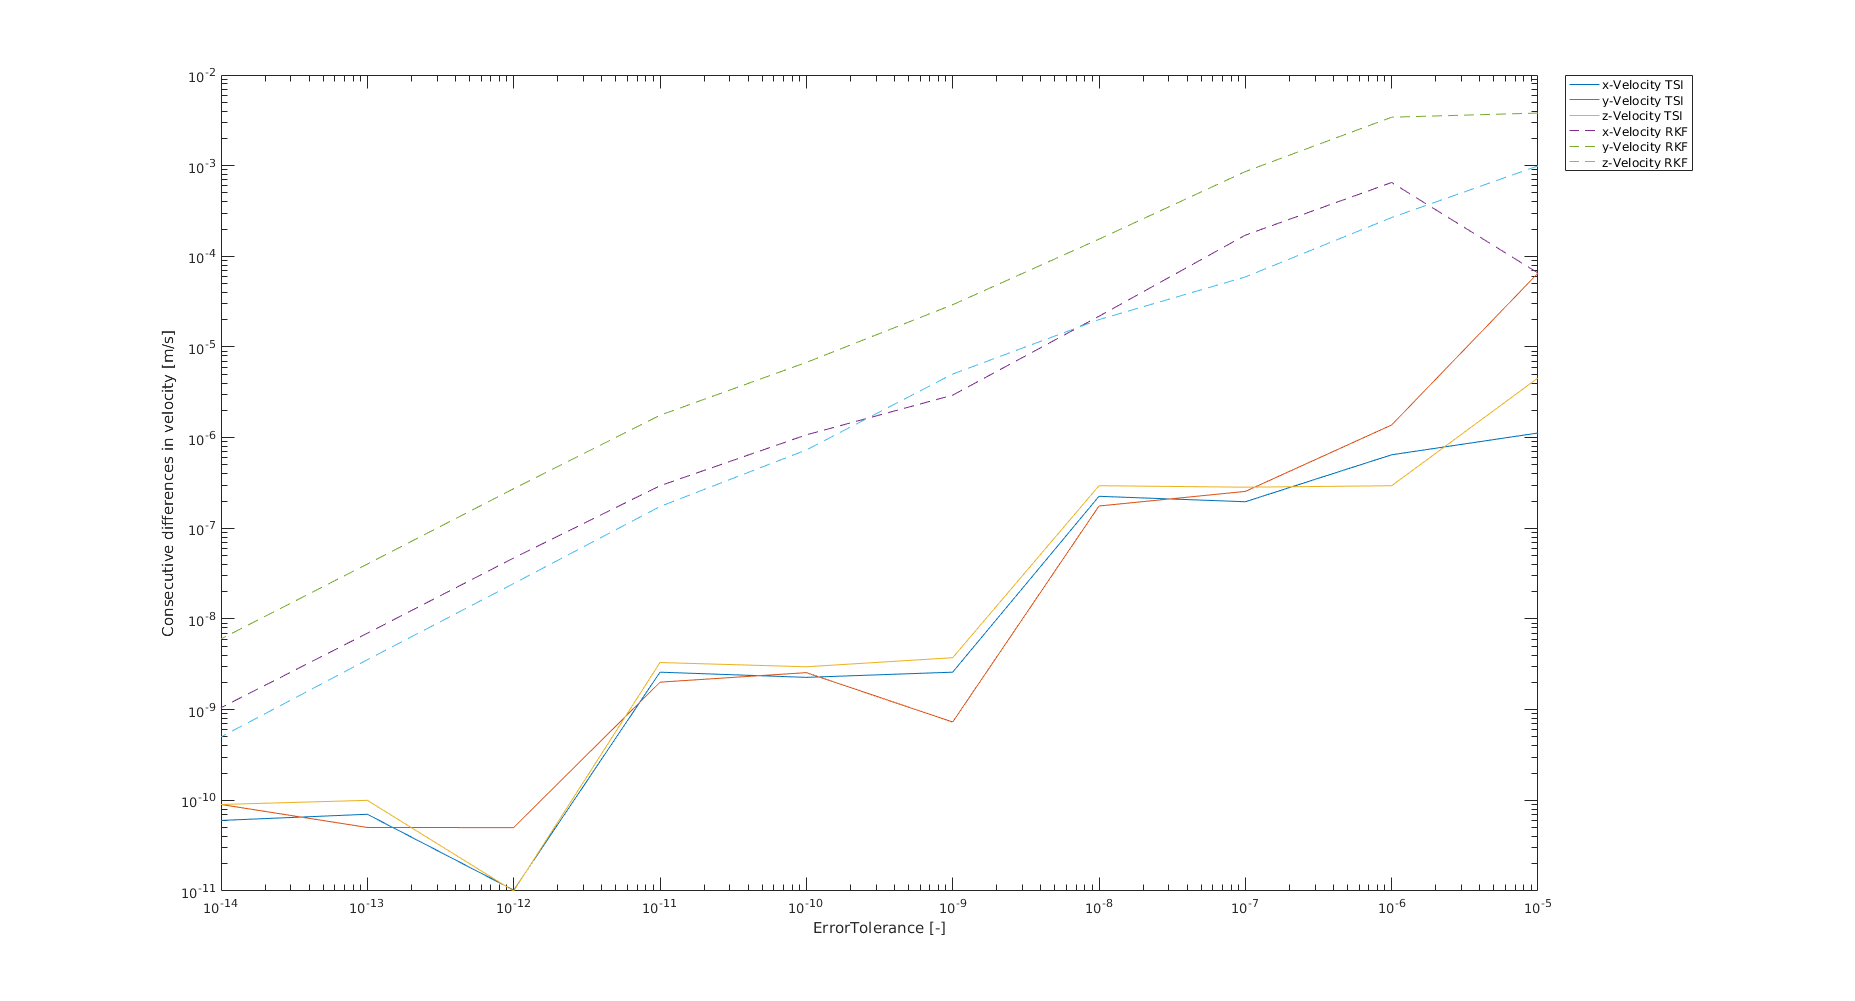 10-2
10-3
10-4
10-5
10-6
10-7
10-8
10-9
10-10
10-11
10-14
10-13
10-12
10-11
10-10
10-9
10-8
10-7
10-6
10-5
Consecutive differences in velocity [m/s]
ErrorTolerance [-]
x-Velocity TSI
y-Velocity TSI
z-Velocity TSI
x-Velocity RKF
y-Velocity RKF
z-Velocity RKF